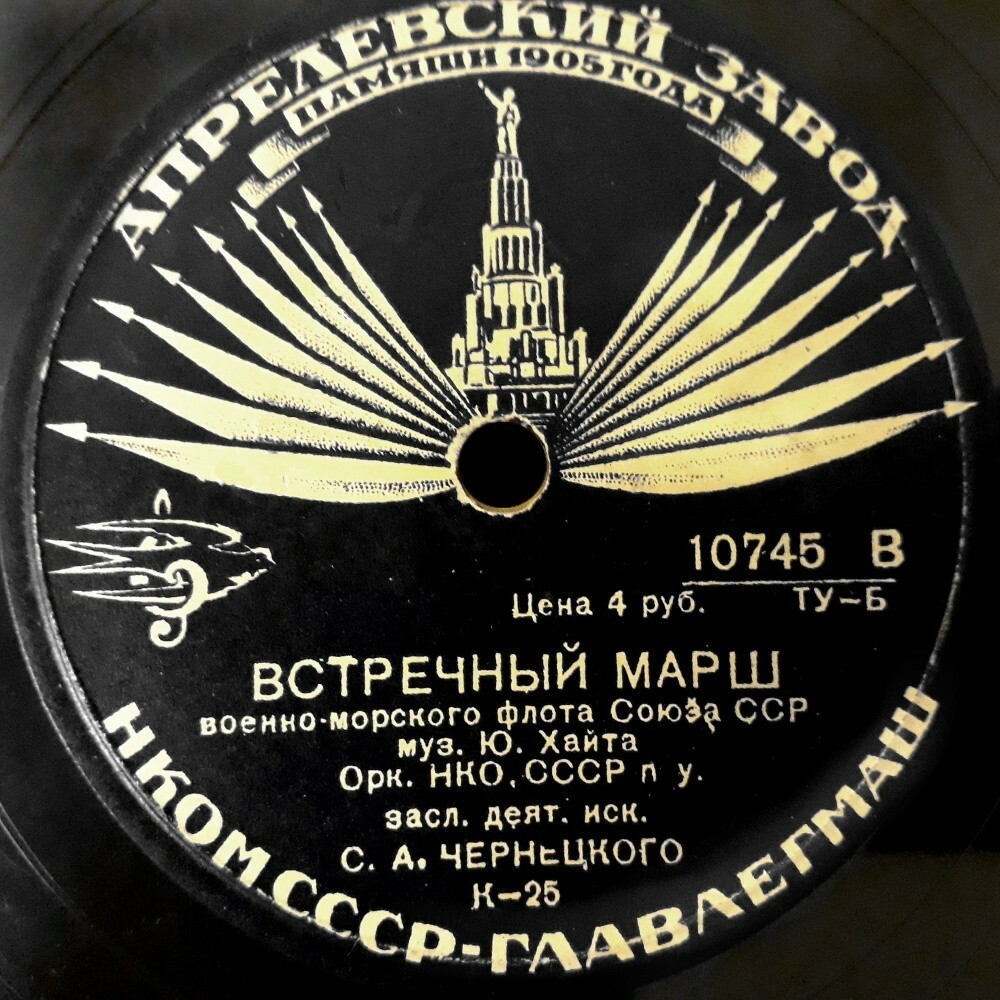 АПРЕЛЕВСКИЙ ЗАВОД
ПАМЯТИ 1905 ГОДА
10745 В
Цена 4 руб.
ТУ-Б
ВСТРЕЧНЫЙ МАРШ
военно-морского флота Союза ССР
муз. Ю. Хайта
Орк. НКО СССР п у.
засл. деят. иск.
С. А. ЧЕРНЕЦКОГО
К-25
НКОМ СССР-ГЛАВЛЕГМАШ